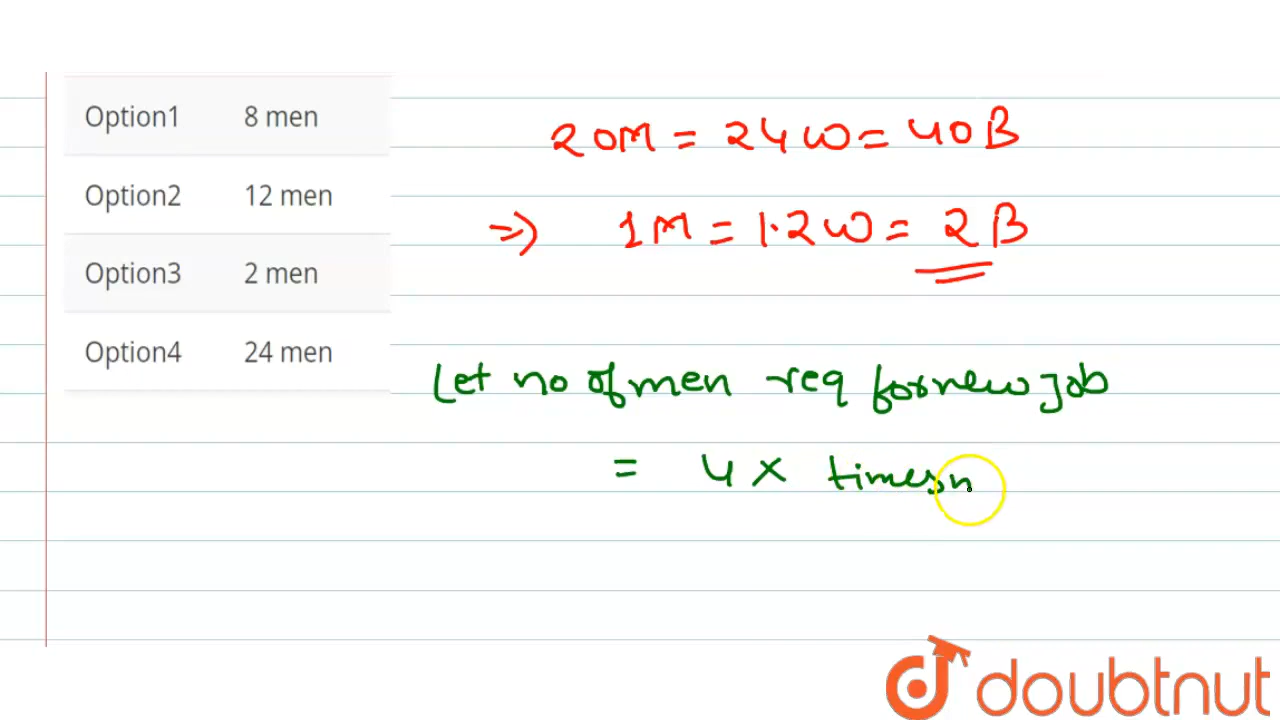 Option1 8 men
Option2 12 men
Option3 2 men
Option4 24 men
20M = 24W = 40B
=> 1M = 1.2W = 2B
Let no of men req for new job
= 4 x times n
doubtnut